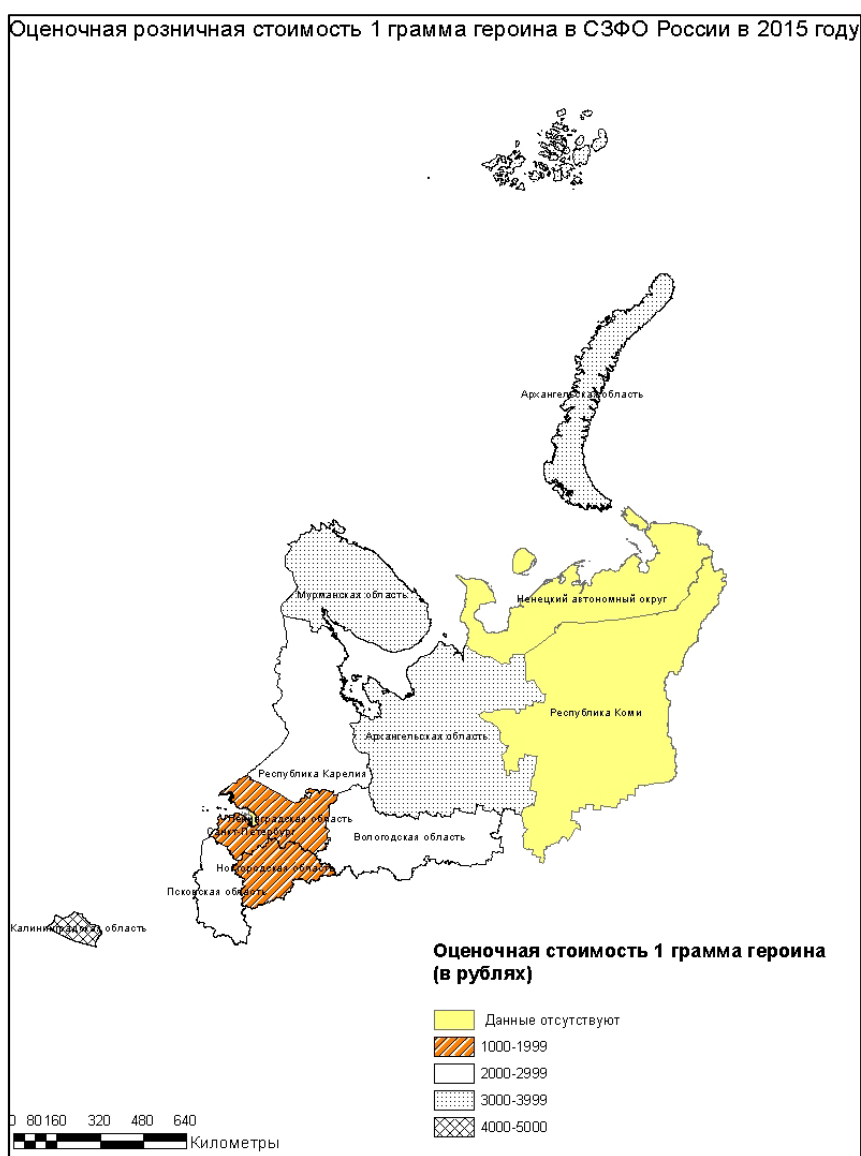 Оценочная розничная стоимость 1 грамма героина в СЗФО России в 2015 году
Архангельская область
Мурманская область
Ненецкий автономный округ
Республика Коми
Архангельская область
Республика Карелия
Ленинградская область
Санкт-Петербург
Вологодская область
Новгородская область
Псковская область
Калининградская область
Оценочная стоимость 1 грамма героина
(в рублях)
Данные отсутствуют
1000-1999
2000-2999
3000-3999
4000-5000
0 80 160 320 480 640
Километры